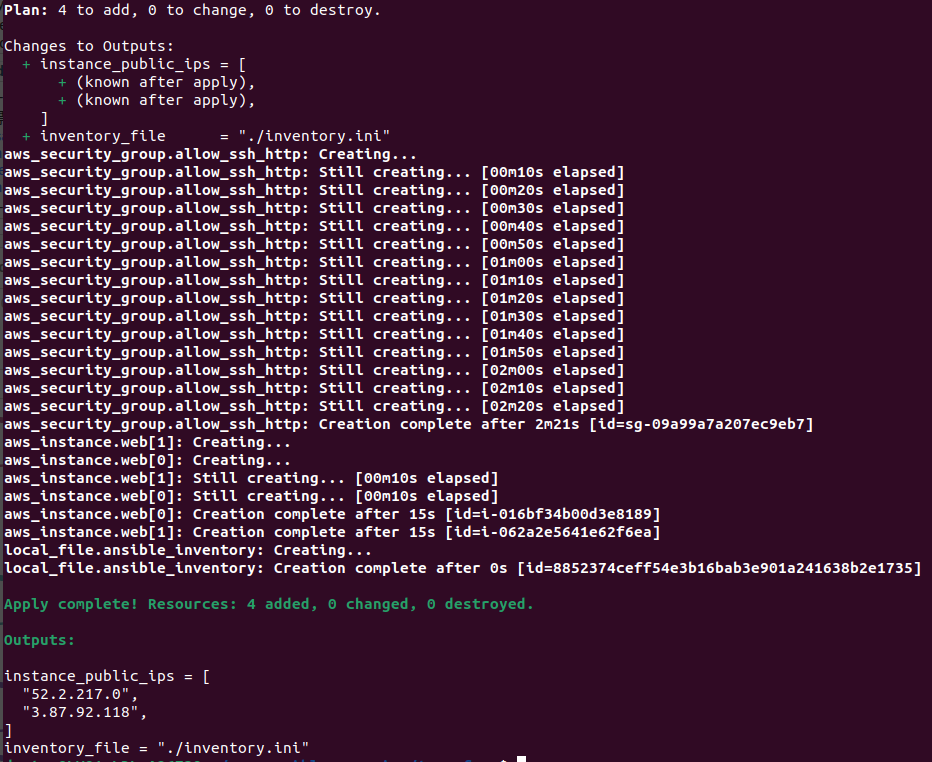 Plan: 4 to add, 0 to change, 0 to destroy.
Changes to Outputs:
  + instance_public_ips = [
      + (known after apply),
      + (known after apply),
    ]
  + inventory_file      = "./inventory.ini"
aws_security_group.allow_ssh_http: Creating...
aws_security_group.allow_ssh_http: Still creating... [00m10s elapsed]
aws_security_group.allow_ssh_http: Still creating... [00m20s elapsed]
aws_security_group.allow_ssh_http: Still creating... [00m30s elapsed]
aws_security_group.allow_ssh_http: Still creating... [00m40s elapsed]
aws_security_group.allow_ssh_http: Still creating... [00m50s elapsed]
aws_security_group.allow_ssh_http: Still creating... [01m00s elapsed]
aws_security_group.allow_ssh_http: Still creating... [01m10s elapsed]
aws_security_group.allow_ssh_http: Still creating... [01m20s elapsed]
aws_security_group.allow_ssh_http: Still creating... [01m30s elapsed]
aws_security_group.allow_ssh_http: Still creating... [01m40s elapsed]
aws_security_group.allow_ssh_http: Still creating... [01m50s elapsed]
aws_security_group.allow_ssh_http: Still creating... [02m00s elapsed]
aws_security_group.allow_ssh_http: Still creating... [02m10s elapsed]
aws_security_group.allow_ssh_http: Still creating... [02m20s elapsed]
aws_security_group.allow_ssh_http: Creation complete after 2m21s [id=sg-09a99a7a207ec9eb7]
aws_instance.web[1]: Creating...
aws_instance.web[0]: Creating...
aws_instance.web[1]: Still creating... [00m10s elapsed]
aws_instance.web[0]: Still creating... [00m10s elapsed]
aws_instance.web[0]: Creation complete after 15s [id=i-016bf34b00d3e8189]
aws_instance.web[1]: Creation complete after 15s [id=i-062a2e5641e62f6ea]
local_file.ansible_inventory: Creating...
local_file.ansible_inventory: Creation complete after 0s [id=8852374ceff54e3b16bab3e901a241638b2e1735]
Apply complete! Resources: 4 added, 0 changed, 0 destroyed.
Outputs:
instance_public_ips = [
  "52.2.217.0",
  "3.87.92.118",
]
inventory_file = "./inventory.ini"